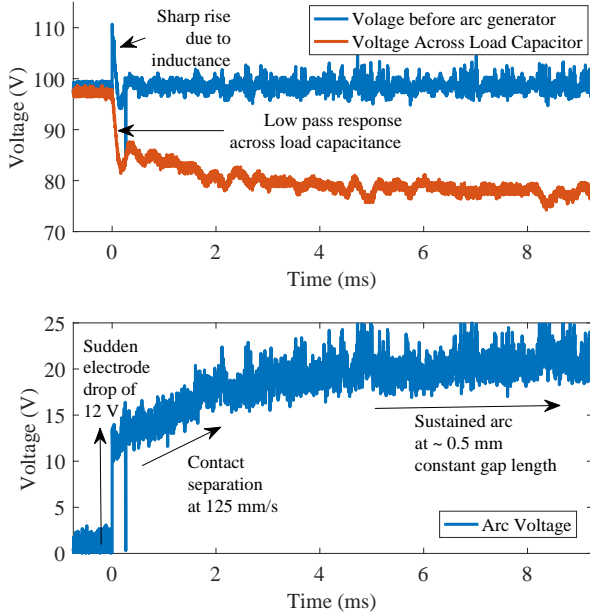 110
100
90
80
70
Voltage (V)
Sharp rise
due to
inductance
Volage before arc generator
Voltage Across Load Capacitor
Low pass response
across load capacitance
0 2 4 6 8
Time (ms)
25
20
15
10
5
0
Voltage (V)
Sudden
electrode
drop of
12 V
Contact
separation
at 125 mm/s
Sustained arc
at ~ 0.5 mm
constant gap length
Arc Voltage
0 2 4 6 8
Time (ms)